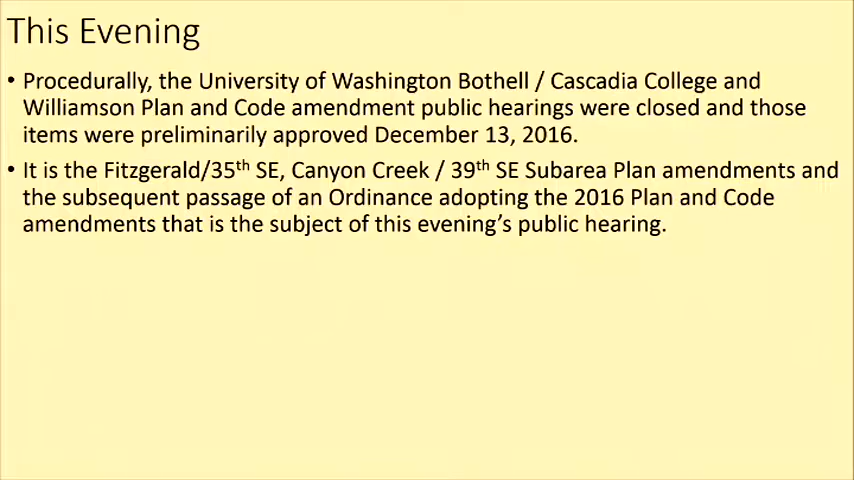 This Evening
• Procedurally, the University of Washington Bothell / Cascadia College and
Williamson Plan and Code amendment public hearings were closed and those
items were preliminarily approved December 13, 2016.
• It is the Fitzgerald/35th SE, Canyon Creek / 39th SE Subarea Plan amendments and
the subsequent passage of an Ordinance adopting the 2016 Plan and Code
amendments that is the subject of this evening's public hearing.